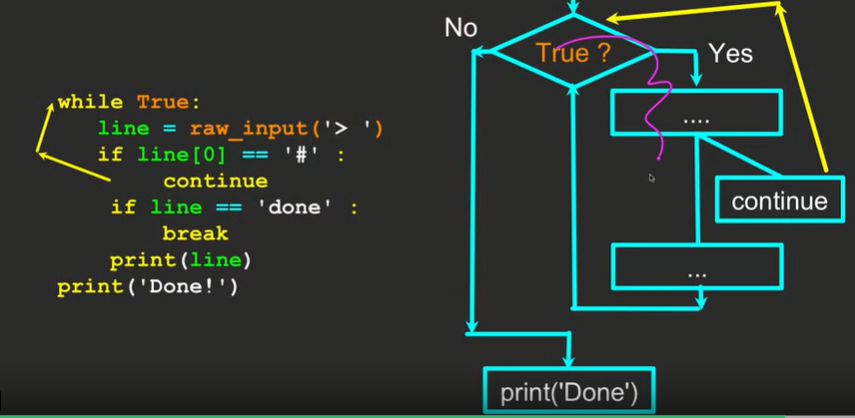 while True:
line = raw_input('> ')
if line[0] == '#' :
continue
if line == 'done' :
break
print(line)
print('Done!')
No
True ?
Yes
....
continue
...
print('Done')